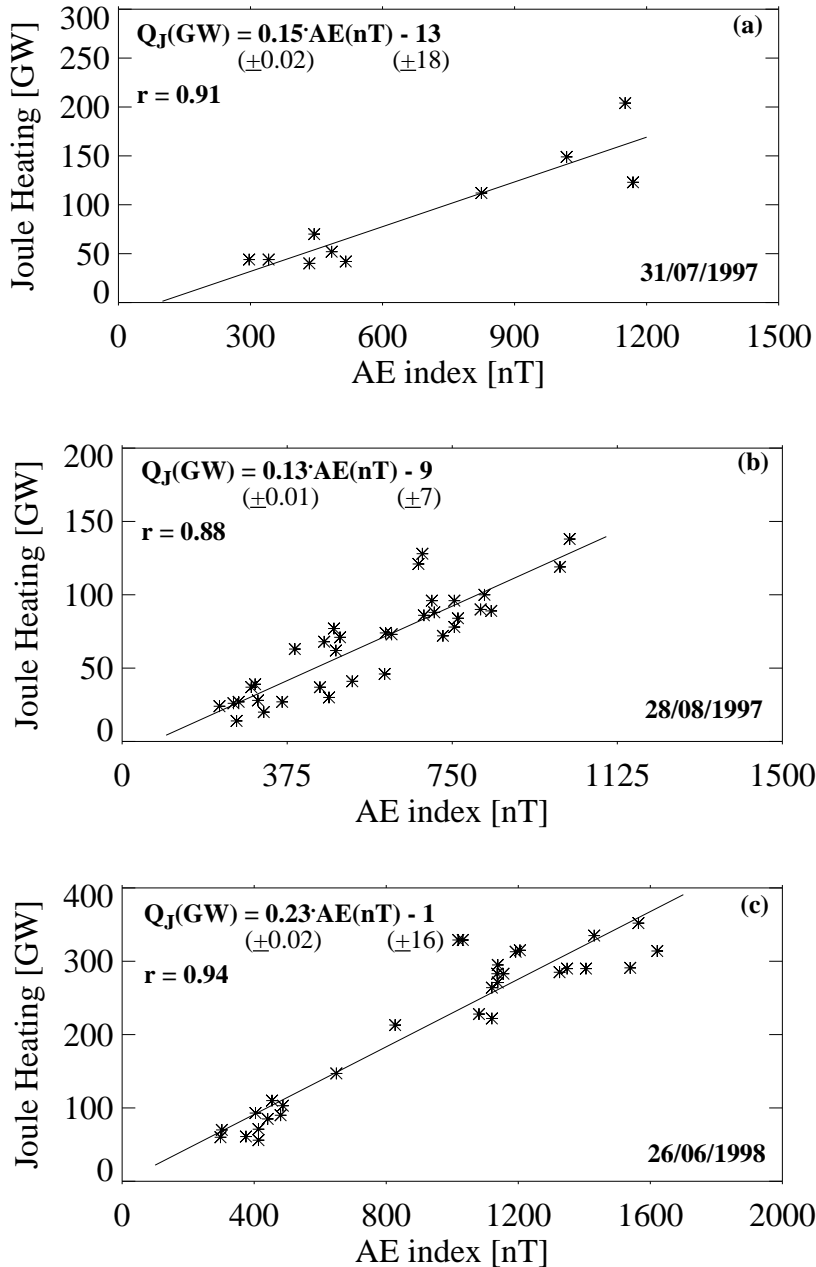 Q_J(GW) = 0.15·AE(nT) - 13
(±0.02) (±18)
(a)
r = 0.91
31/07/1997
300
250
200
150
100
50
0
Joule Heating [GW]
0 300 600 900 1200 1500
AE index [nT]
Q_J(GW) = 0.13·AE(nT) - 9
(±0.01) (±7)
(b)
r = 0.88
28/08/1997
200
150
100
50
0
Joule Heating [GW]
0 375 750 1125 1500
AE index [nT]
Q_J(GW) = 0.23·AE(nT) - 1
(±0.02) (±16)
(c)
r = 0.94
26/06/1998
400
300
200
100
0
Joule Heating [GW]
0 400 800 1200 1600 2000
AE index [nT]